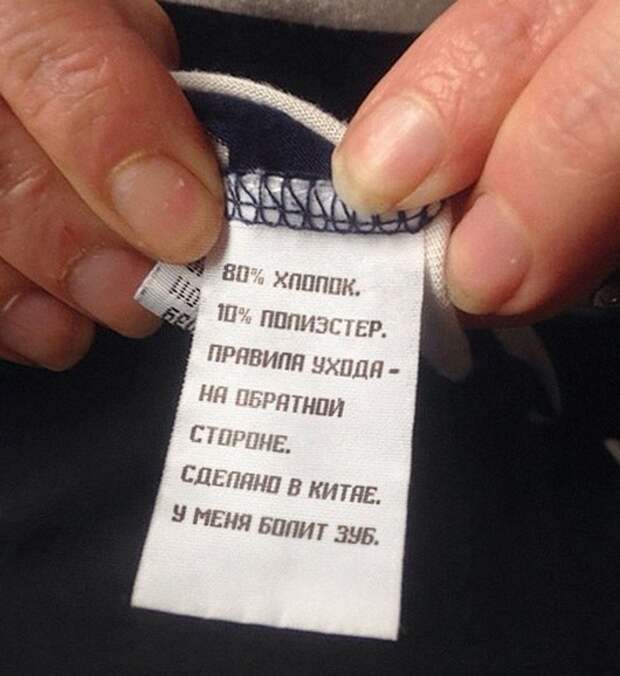 80% ХЛОПОК.
10% ПОЛИЭСТЕР.
ПРАВИЛА УХОДА -
НА ОБРАТНОЙ
СТОРОНЕ.
СДЕЛАНО В КИТАЕ.
У МЕНЯ БОЛИТ ЗУБ.